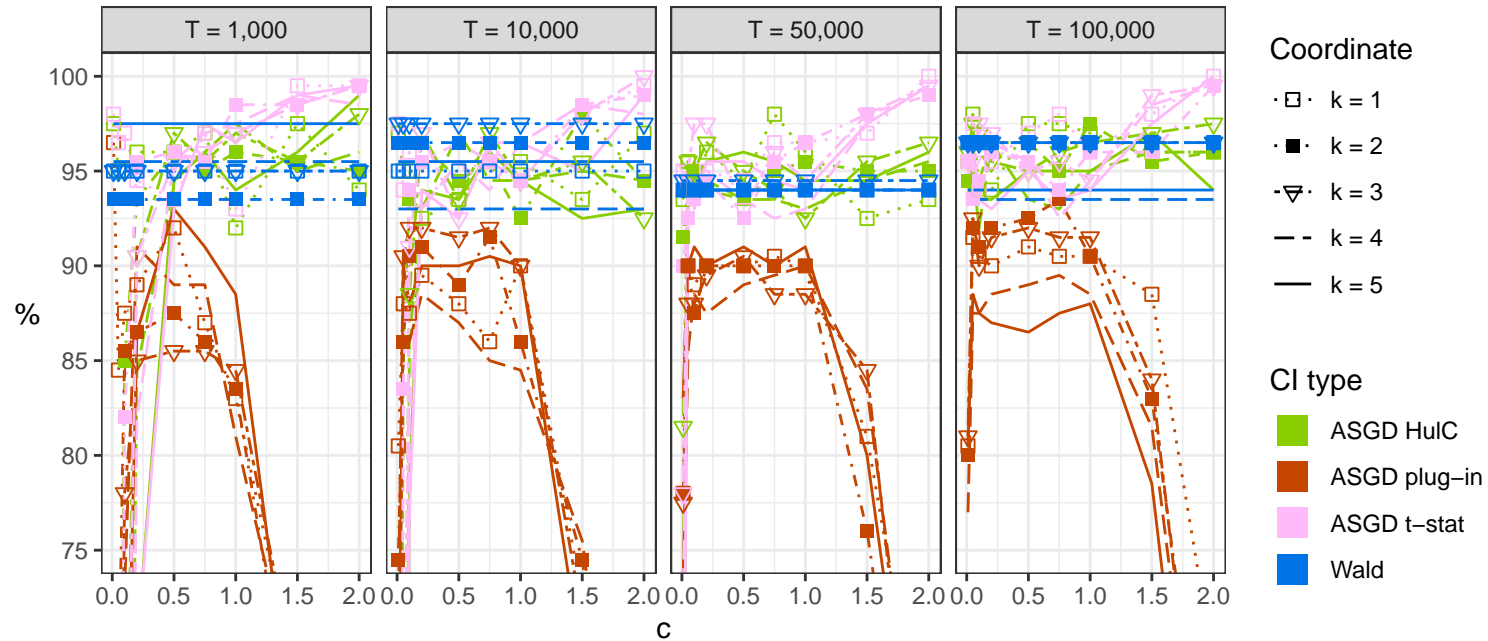 T = 1,000
T = 10,000
T = 50,000
T = 100,000
100
95
90
85
80
75
%
0.0 0.5 1.0 1.5 2.0
0.0 0.5 1.0 1.5 2.0
0.0 0.5 1.0 1.5 2.0
0.0 0.5 1.0 1.5 2.0
c
Coordinate
k = 1
k = 2
k = 3
k = 4
k = 5
CI type
ASGD HulC
ASGD plug−in
ASGD t−stat
Wald